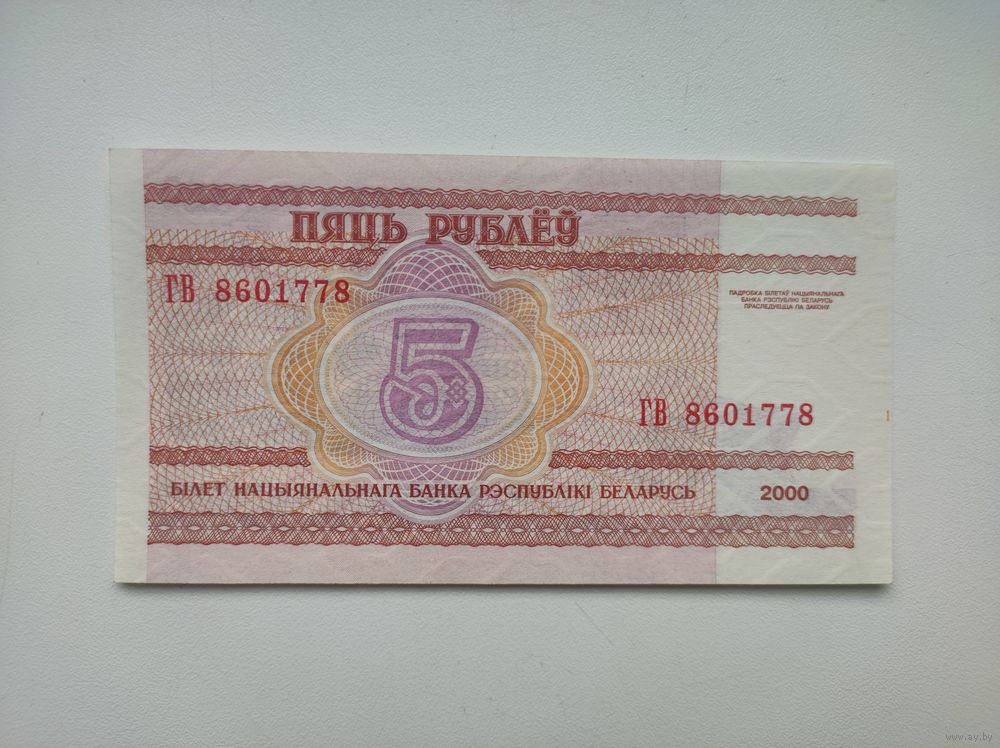 ПЯЦЬ РУБЛЁЎ
ГВ 8601778
ПАДРОБКА БІЛЕТАЎ НАЦЫЯНАЛЬНАГА
БАНКА РЭСПУБЛІКІ БЕЛАРУСЬ
ПРАСЛЕДУЕЦЦА ПА ЗАКОНУ
5
ГВ 8601778
БІЛЕТ НАЦЫЯНАЛЬНАГА БАНКА РЭСПУБЛІКІ БЕЛАРУСЬ
2000
www.ay.by